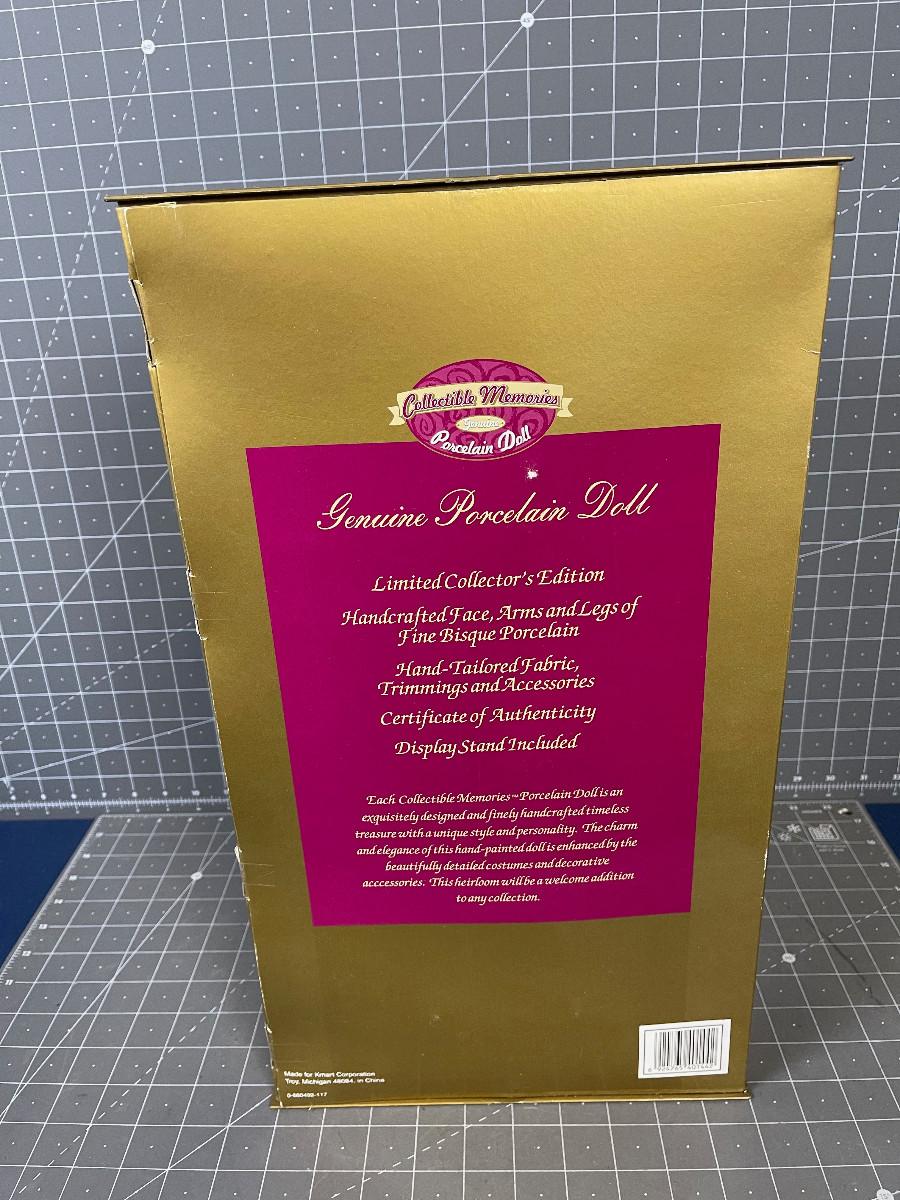 Collectible Memories
Genuine
Porcelain Doll
Genuine Porcelain Doll
Limited Collector's Edition
Handcrafted Face, Arms and Legs of
Fine Bisque Porcelain
Hand-Tailored Fabric,
Trimmings and Accessories
Certificate of Authenticity
Display Stand Included
Each Collectible Memories™ Porcelain Doll is an
exquisitely designed and finely handcrafted timeless
treasure with a unique style and personality. The charm
and elegance of this hand-painted doll is enhanced by the
beautifully detailed costumes and decorative
acccessories. This heirloom will be a welcome addition
to any collection.
Made for Kmart Corporation
Troy, Michigan 48084. in China